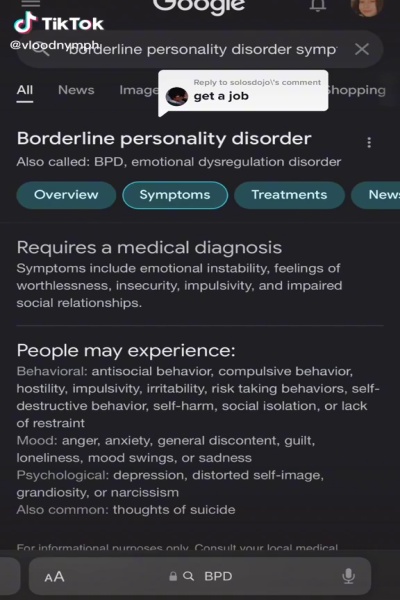 Google
TikTok
@vloodnymph
borderline personality disorder symp
Reply to solosdojo\'s comment
get a job
All News Image Shopping
Borderline personality disorder
Also called: BPD, emotional dysregulation disorder
Overview Symptoms Treatments News
Requires a medical diagnosis
Symptoms include emotional instability, feelings of
worthlessness, insecurity, impulsivity, and impaired
social relationships.
People may experience:
Behavioral: antisocial behavior, compulsive behavior,
hostility, impulsivity, irritability, risk taking behaviors, self-
destructive behavior, self-harm, social isolation, or lack
of restraint
Mood: anger, anxiety, general discontent, guilt,
loneliness, mood swings, or sadness
Psychological: depression, distorted self-image,
grandiosity, or narcissism
Also common: thoughts of suicide
For informational purposes only. Consult your local medical
AA BPD